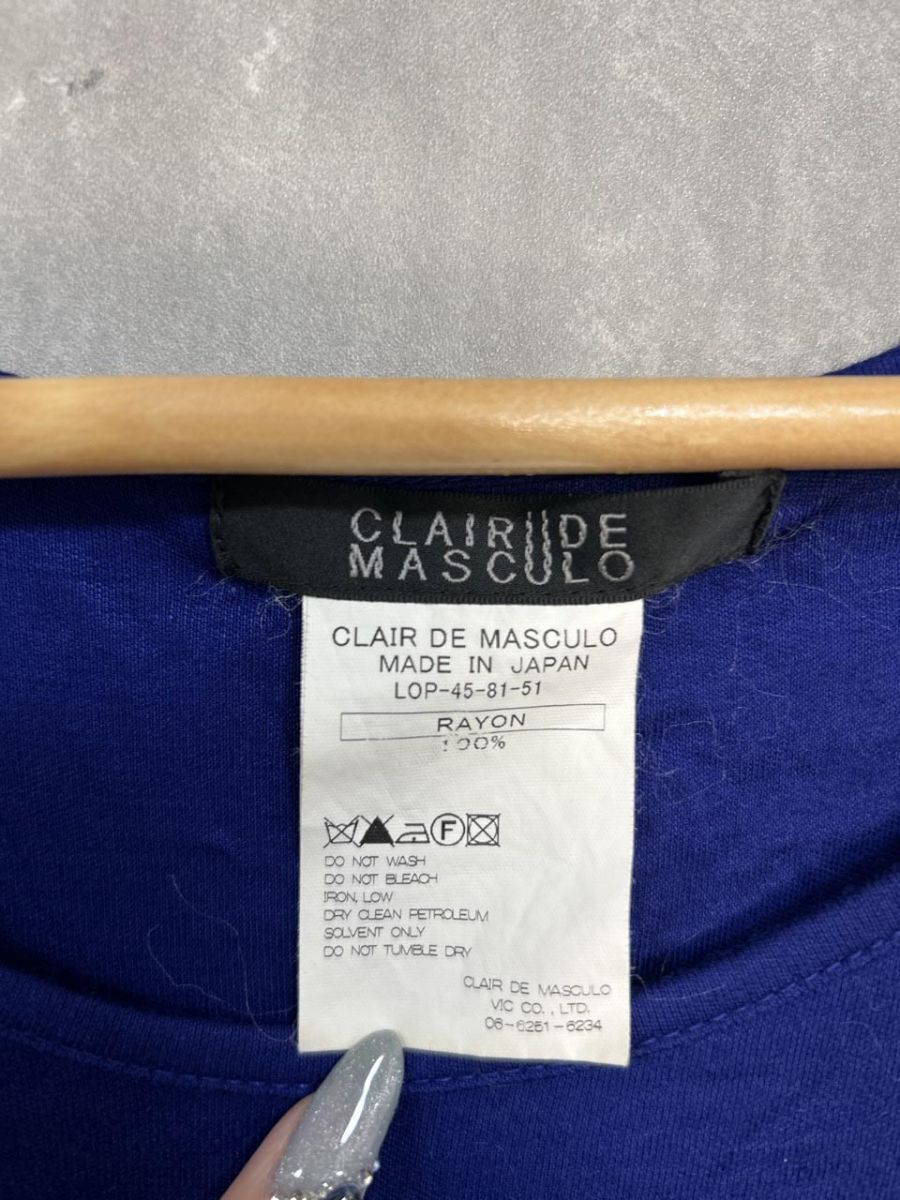 CLAIR DE
MASCULO
CLAIR DE MASCULO
MADE IN JAPAN
LOP-45-81-51
RAYON
100%
F
DO NOT WASH
DO NOT BLEACH
IRON, LOW
DRY CLEAN PETROLEUM
SOLVENT ONLY
DO NOT TUMBLE DRY
CLAIR DE MASCULO
VIC CO., LTD.
06-6251-6234